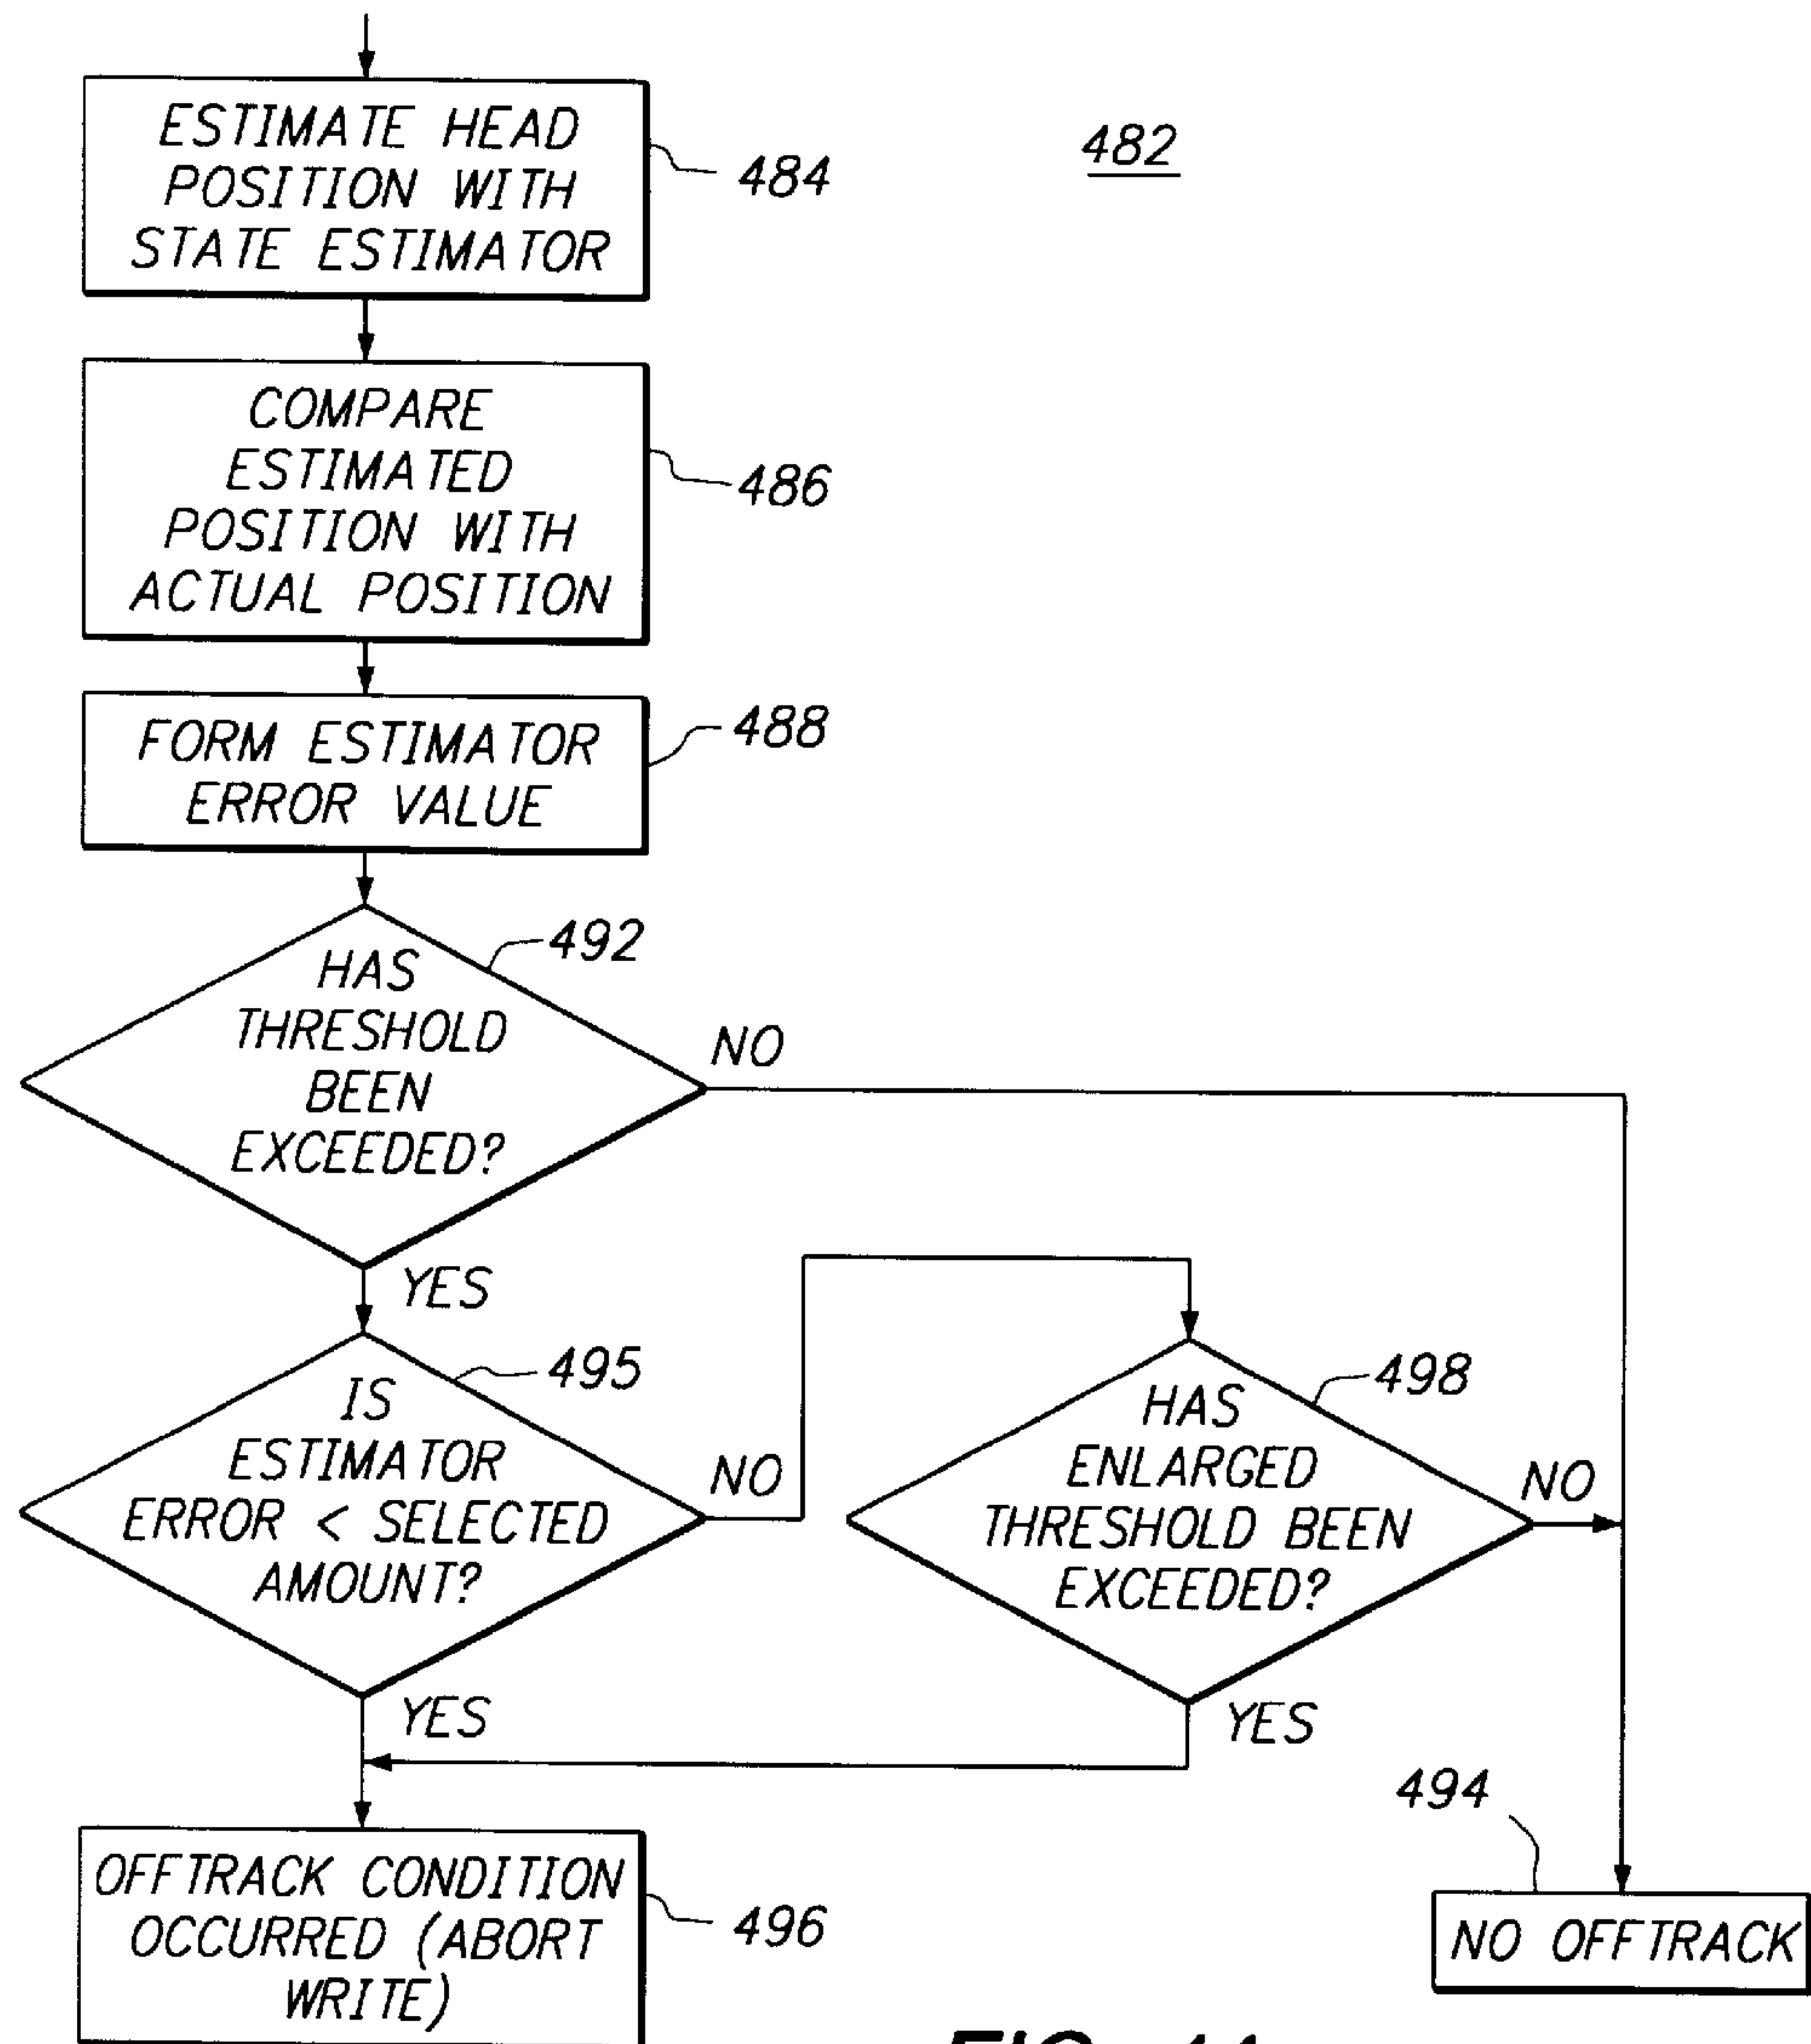 482
ESTIMATE HEAD
POSITION WITH
STATE ESTIMATOR
484
COMPARE
ESTIMATED
POSITION WITH
ACTUAL POSITION
486
FORM ESTIMATOR
ERROR VALUE
488
HAS
THRESHOLD
BEEN
EXCEEDED?
492
NO
YES
IS
ESTIMATOR
ERROR < SELECTED
AMOUNT?
495
NO
YES
HAS
ENLARGED
THRESHOLD BEEN
EXCEEDED?
498
NO
YES
OFFTRACK CONDITION
OCCURRED (ABORT
WRITE)
496
494
NO OFFTRACK
FIG.